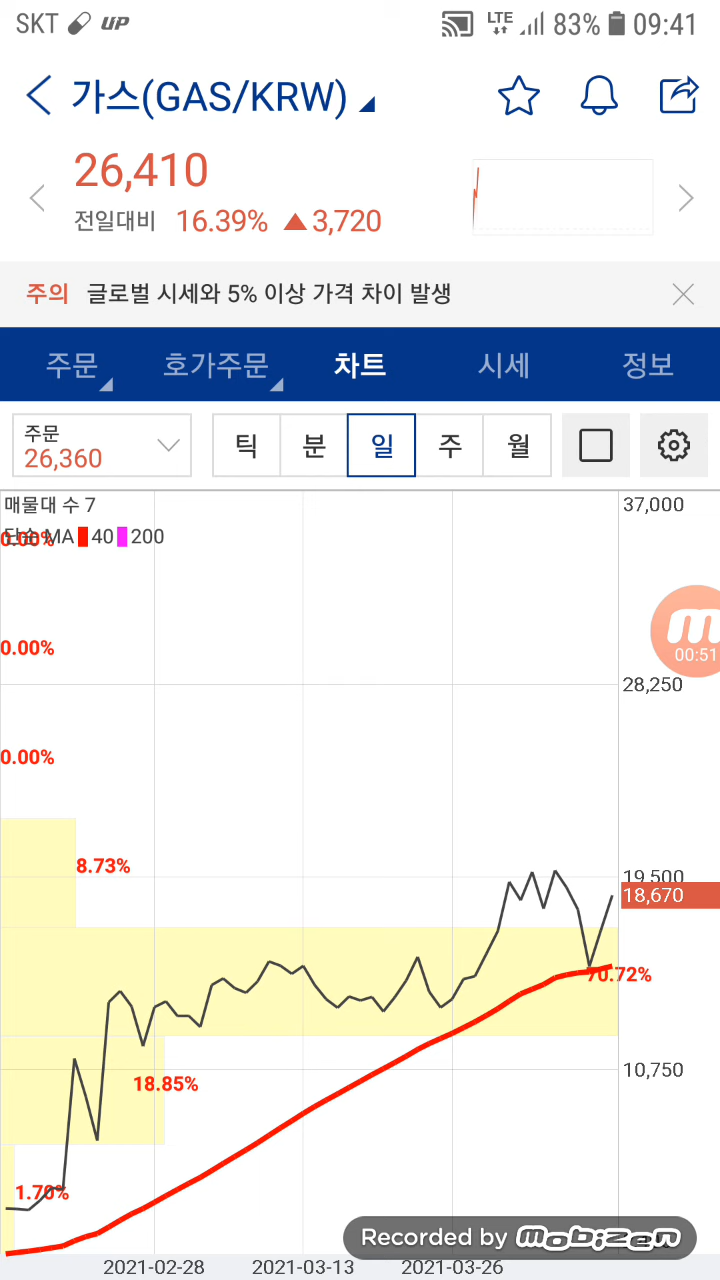 SKT UP LTE 83% 09:41
가스(GAS/KRW)
26,410
전일대비 16.39% ▲3,720
주의 글로벌 시세와 5% 이상 가격 차이 발생
주문 호가주문 차트 시세 정보
주문
26,360
틱 분 일 주 월
매물대 수 7
37,000
단순 MA 40 200
0.00%
0.00%
00:51
28,250
0.00%
8.73%
19,500
18,670
70.72%
10,750
18.85%
1.70%
Recorded by mobizen
2021-02-28 2021-03-13 2021-03-26